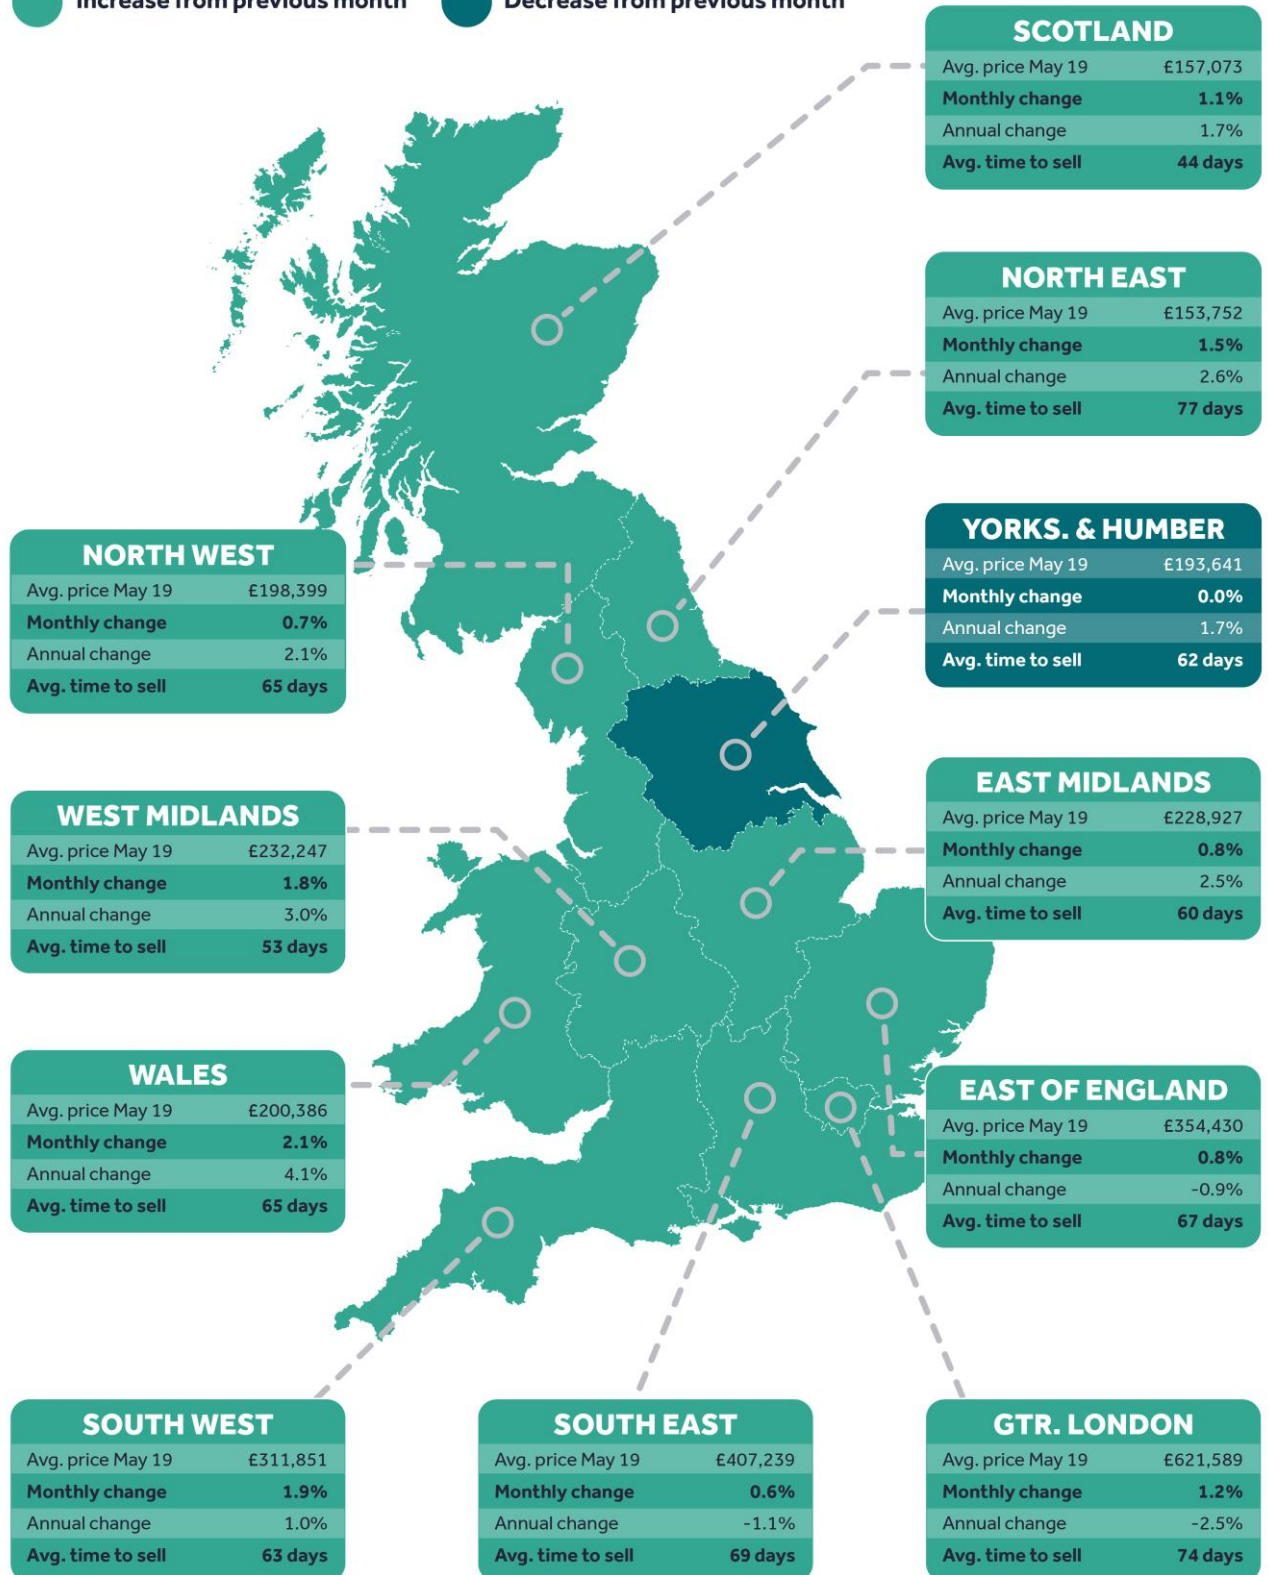 Increase from previous month
Decrease from previous month
SCOTLAND
Avg. price May 19 £157,073
Monthly change 1.1%
Annual change 1.7%
Avg. time to sell 44 days
NORTH EAST
Avg. price May 19 £153,752
Monthly change 1.5%
Annual change 2.6%
Avg. time to sell 77 days
YORKS. & HUMBER
Avg. price May 19 £193,641
Monthly change 0.0%
Annual change 1.7%
Avg. time to sell 62 days
NORTH WEST
Avg. price May 19 £198,399
Monthly change 0.7%
Annual change 2.1%
Avg. time to sell 65 days
EAST MIDLANDS
Avg. price May 19 £228,927
Monthly change 0.8%
Annual change 2.5%
Avg. time to sell 60 days
WEST MIDLANDS
Avg. price May 19 £232,247
Monthly change 1.8%
Annual change 3.0%
Avg. time to sell 53 days
WALES
Avg. price May 19 £200,386
Monthly change 2.1%
Annual change 4.1%
Avg. time to sell 65 days
EAST OF ENGLAND
Avg. price May 19 £354,430
Monthly change 0.8%
Annual change -0.9%
Avg. time to sell 67 days
SOUTH WEST
Avg. price May 19 £311,851
Monthly change 1.9%
Annual change 1.0%
Avg. time to sell 63 days
SOUTH EAST
Avg. price May 19 £407,239
Monthly change 0.6%
Annual change -1.1%
Avg. time to sell 69 days
GTR. LONDON
Avg. price May 19 £621,589
Monthly change 1.2%
Annual change -2.5%
Avg. time to sell 74 days